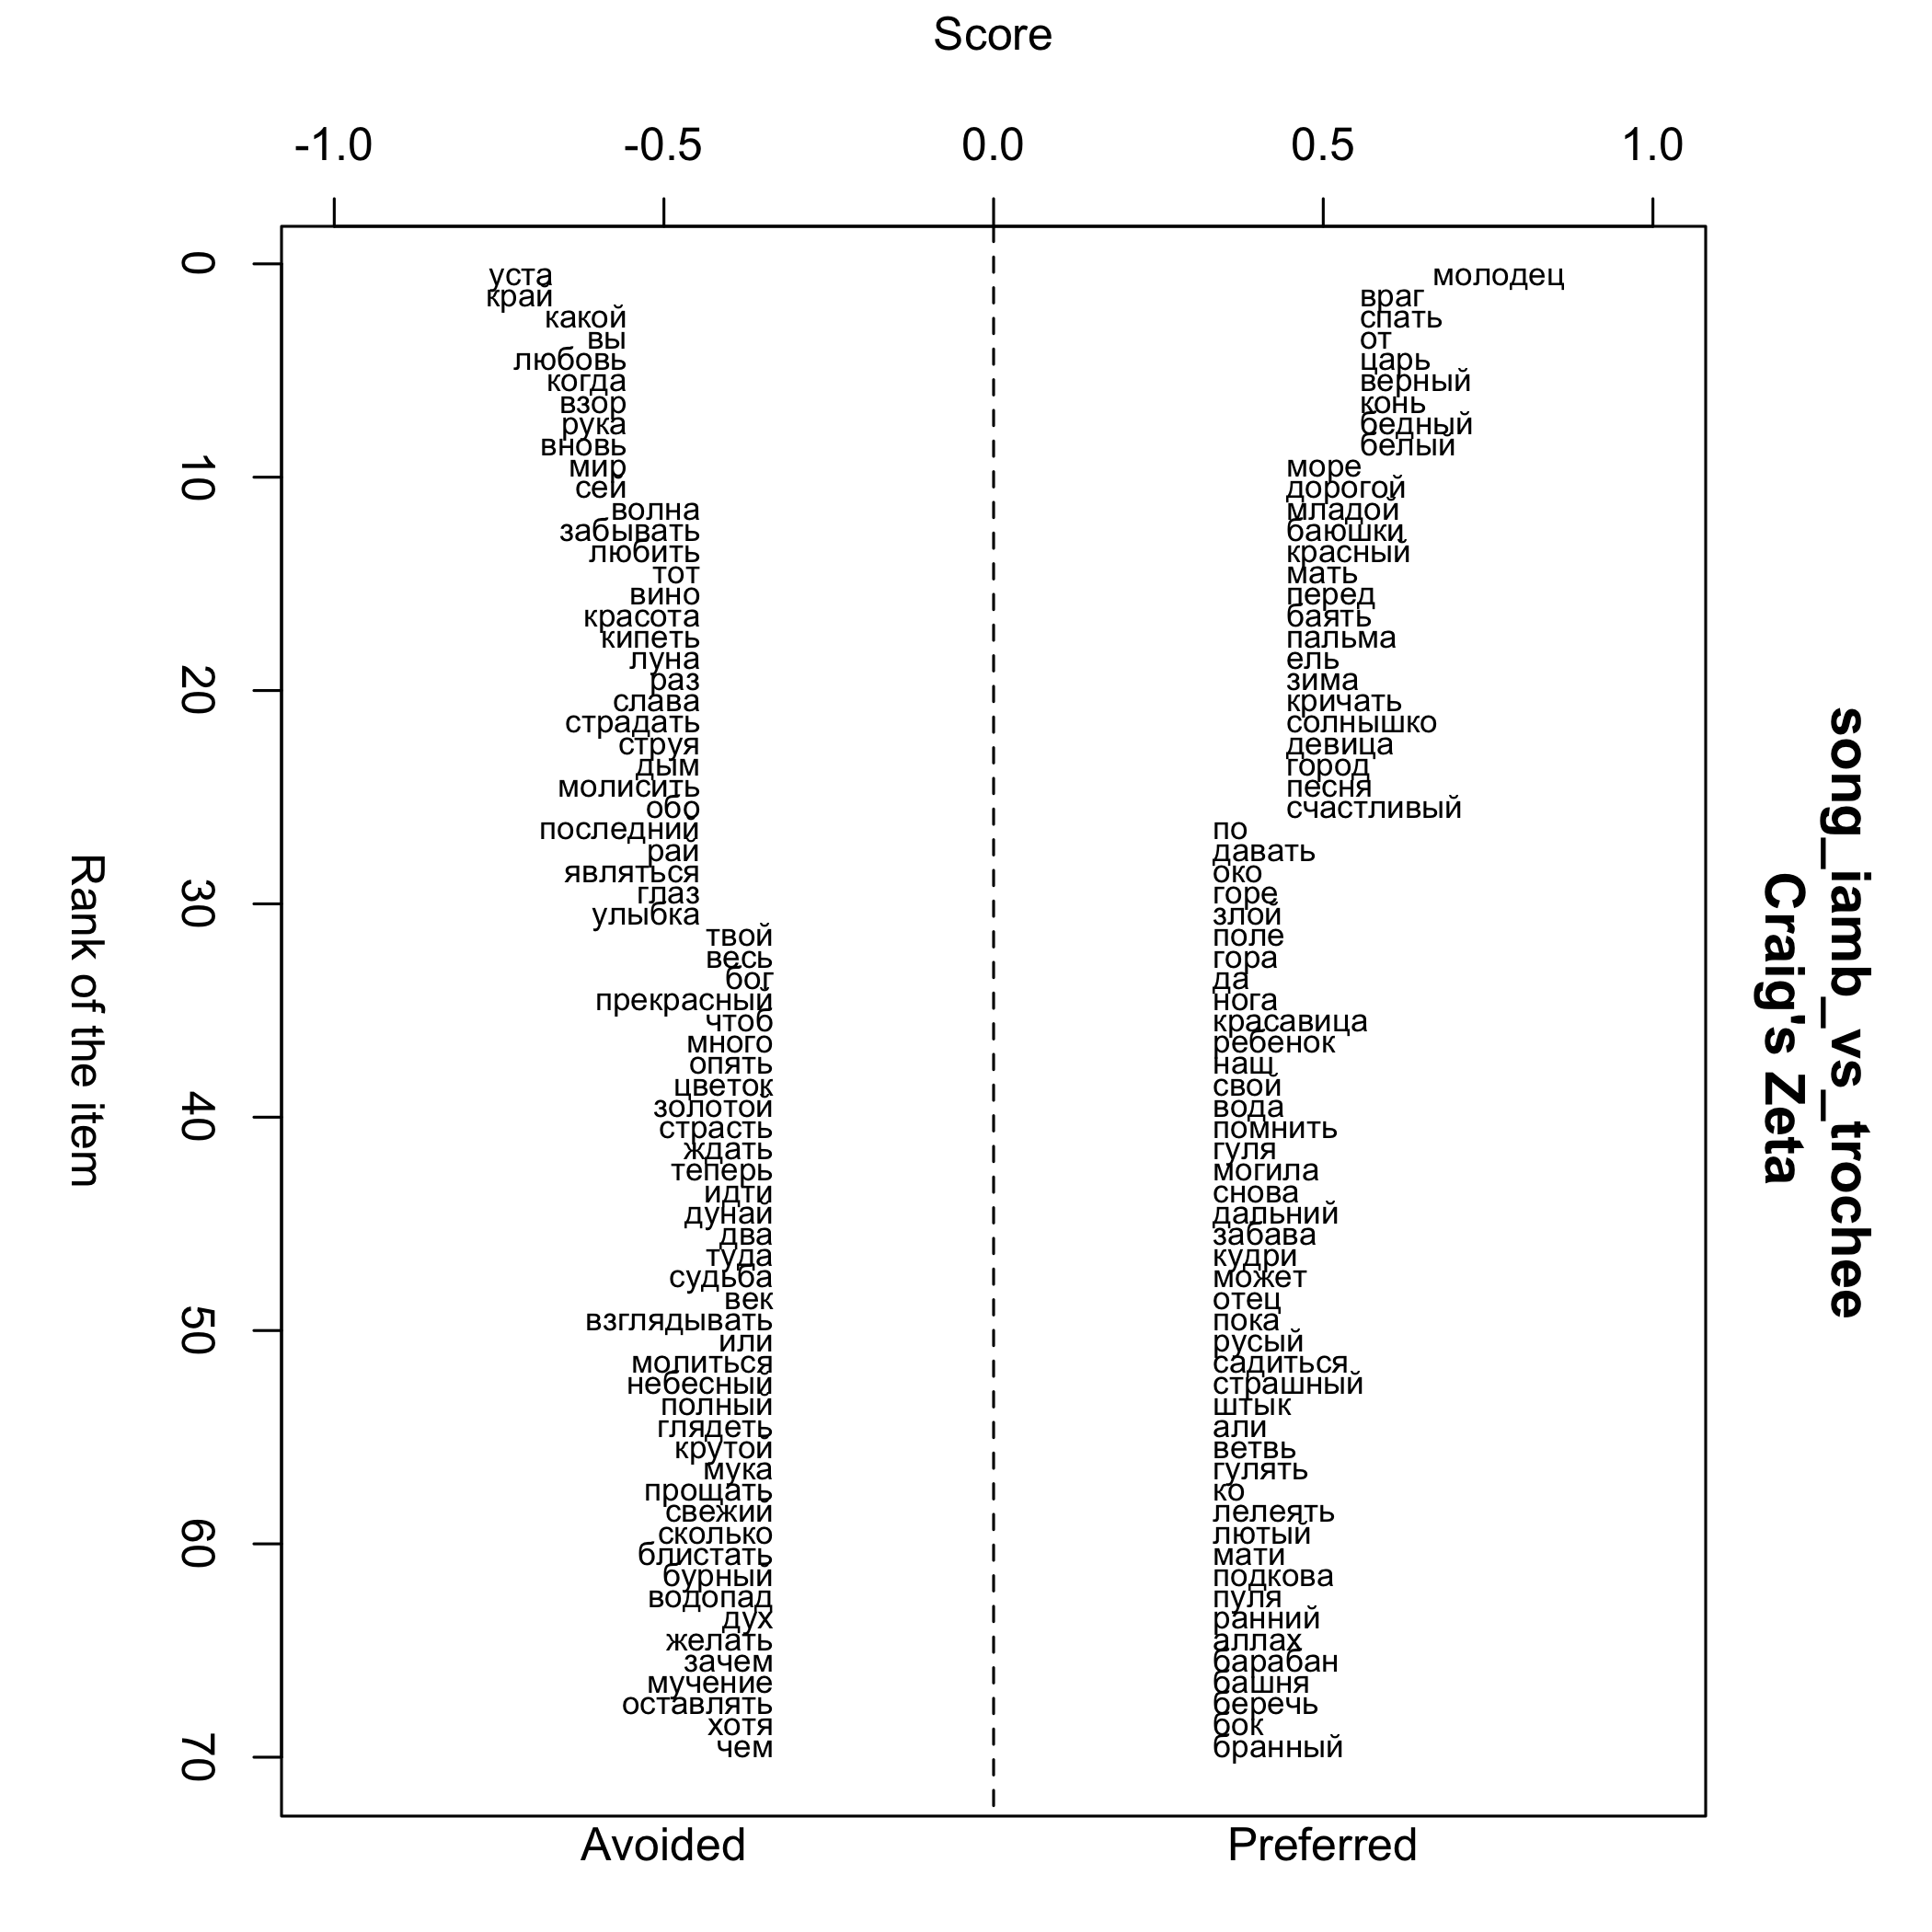 Score
-1.0 -0.5 0.0 0.5 1.0
song_iamb_vs_trochee
Craig's Zeta
Rank of the item
0
10
20
30
40
50
60
70
уста
край
какой
вы
любовь
когда
взор
рука
вновь
мир
сей
волна
забывать
любить
тот
вино
красота
кипеть
луна
раз
слава
страдать
струя
дым
молисить
обо
последний
рай
являться
глаз
улыбка
твой
весь
бог
прекрасный
чтоб
много
опять
цветок
золотой
страсть
ждать
теперь
идти
дунай
два
туда
судьба
век
взглядывать
или
молиться
небесный
полный
глядеть
крутой
мука
прощать
свежий
сколько
блистать
бурный
водопад
дух
желать
зачем
мучение
оставлять
хотя
чем
молодец
враг
спать
от
царь
верный
конь
бедный
белый
море
дорогой
младой
баюшки
красный
мать
перед
баять
пальма
ель
зима
кричать
солнышко
девица
город
песня
счастливый
по
давать
око
горе
злой
поле
гора
да
нога
красавица
ребенок
наш
свой
вода
помнить
гуля
могила
снова
дальний
забава
кудри
может
отец
пока
русый
садиться
страшный
штык
али
ветвь
гулять
ко
лелеять
лютый
мати
подкова
пуля
ранний
аллах
барабан
башня
беречь
бок
бранный
Avoided Preferred